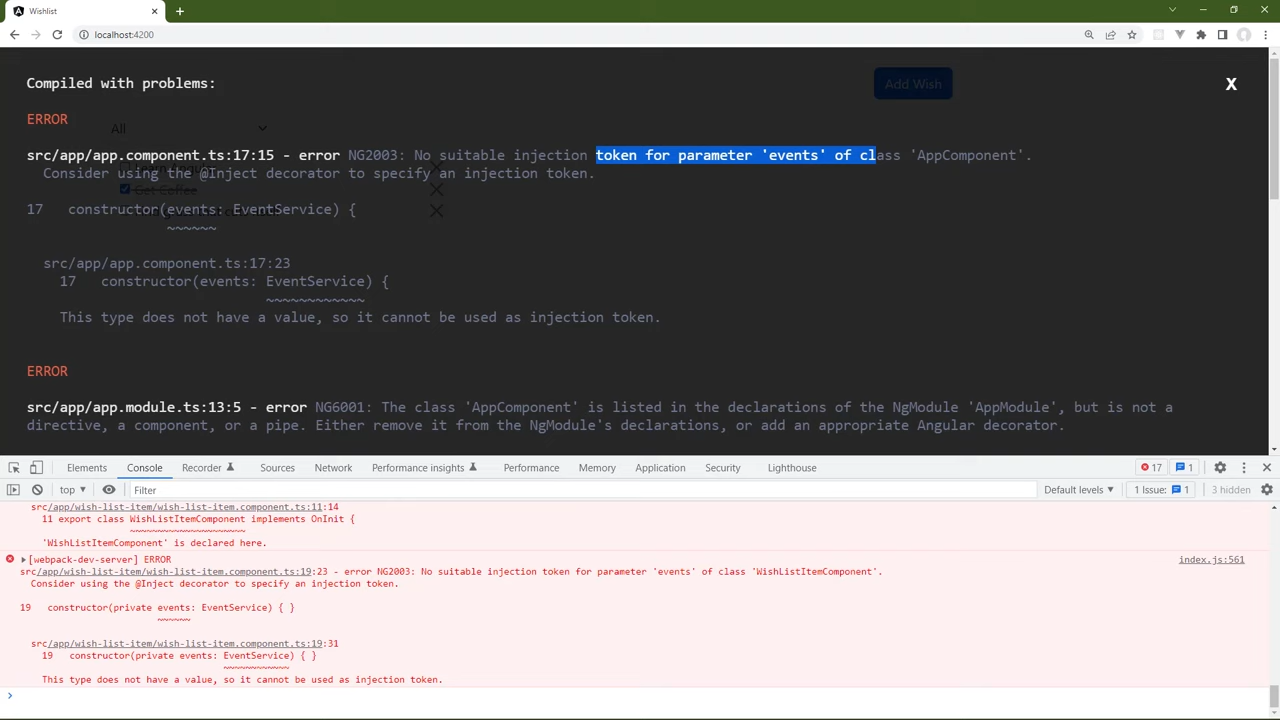 Wishlist
localhost:4200
Compiled with problems:
X
Add Wish
ERROR
All
src/app/app.component.ts:17:15 - error NG2003: No suitable injection token for parameter 'events' of class 'AppComponent'.
Consider using the @Inject decorator to specify an injection token.
Get Coffee
17   constructor(events: EventService) {
~~~~~~
src/app/app.component.ts:17:23
17   constructor(events: EventService) {
~~~~~~~~~~~~
This type does not have a value, so it cannot be used as injection token.
ERROR
src/app/app.module.ts:13:5 - error NG6001: The class 'AppComponent' is listed in the declarations of the NgModule 'AppModule', but is not a
directive, a component, or a pipe. Either remove it from the NgModule's declarations, or add an appropriate Angular decorator.
Elements Console Recorder Sources Network Performance insights Performance Memory Application Security Lighthouse 17 1
top Filter Default levels 1 Issue: 1 3 hidden
src/app/wish-list-item/wish-list-item.component.ts:11:14
11 export class WishListItemComponent implements OnInit {
~~~~~~~~~~~~~~~~~~~~~
'WishListItemComponent' is declared here.
[webpack-dev-server] ERROR index.js:561
src/app/wish-list-item/wish-list-item.component.ts:19:23 - error NG2003: No suitable injection token for parameter 'events' of class 'WishListItemComponent'.
Consider using the @Inject decorator to specify an injection token.
19   constructor(private events: EventService) { }
~~~~~~
src/app/wish-list-item/wish-list-item.component.ts:19:31
19   constructor(private events: EventService) { }
~~~~~~~~~~~~
This type does not have a value, so it cannot be used as injection token.